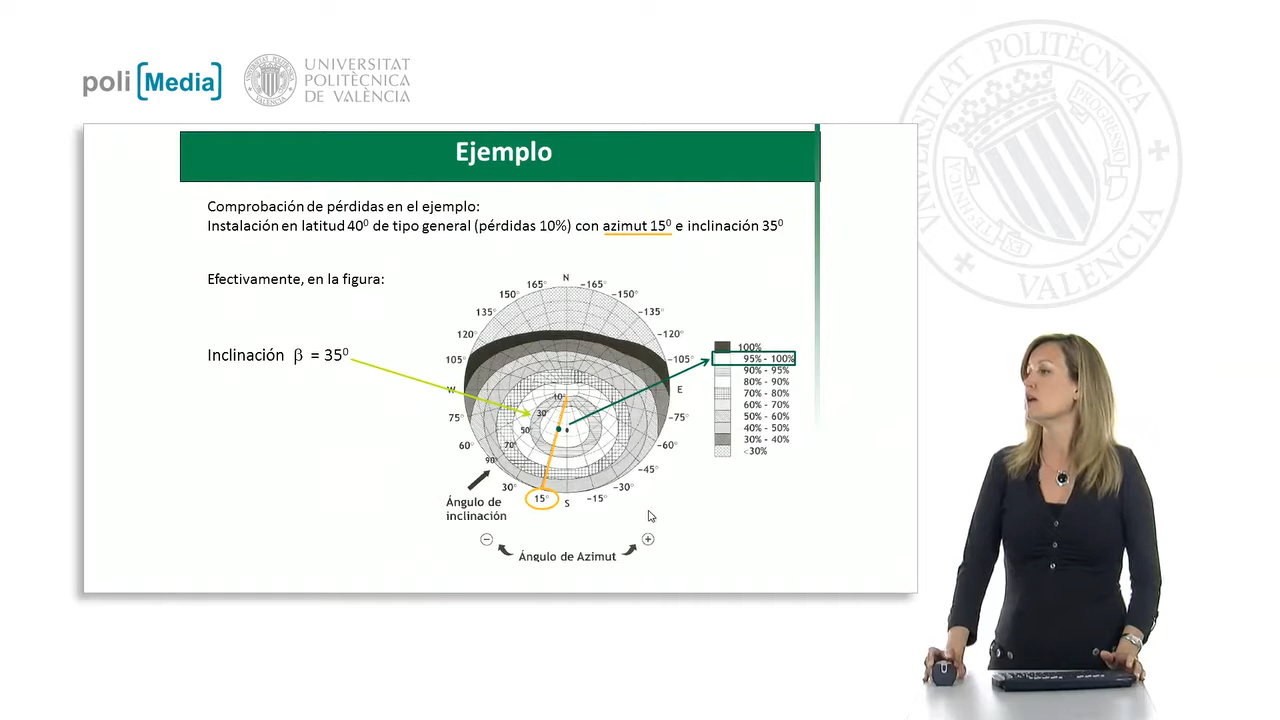 poli [Media]
UNIVERSITAT
POLITÈCNICA
DE VALÈNCIA
UNIVERSITAT POLITÈCNICA
DE VALÈNCIA
Ejemplo
Comprobación de pérdidas en el ejemplo:
Instalación en latitud 40⁰ de tipo general (pérdidas 10%) con azimut 15⁰ e inclinación 35⁰
Efectivamente, en la figura:
Inclinación β = 35⁰
N
165° -165°
150° -150°
135° -135°
120° -120°
105° -105°
W E
75° -75°
60° -60°
-45°
30° -30°
15° S -15°
10°
30°
50°
70°
90°
Ángulo de
inclinación
− Ángulo de Azimut +
100%
95% - 100%
90% - 95%
80% - 90%
70% - 80%
60% - 70%
50% - 60%
40% - 50%
30% - 40%
<30%